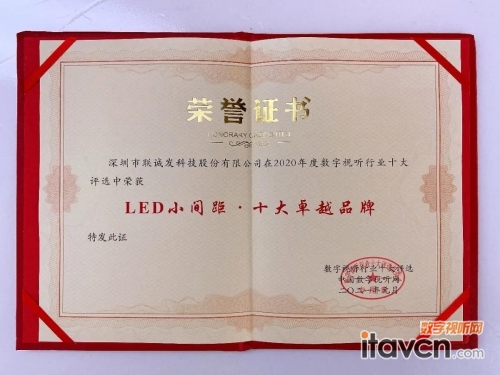 荣誉证书
HONORARY CREDENTIAL
深圳市联诚发科技股份有限公司在2020年度数字视听行业十大
评选中荣获
LED小间距·十大卓越品牌
特发此证
数字视听行业十大评选
中国数字视听网
数字视听网
itavcn.com